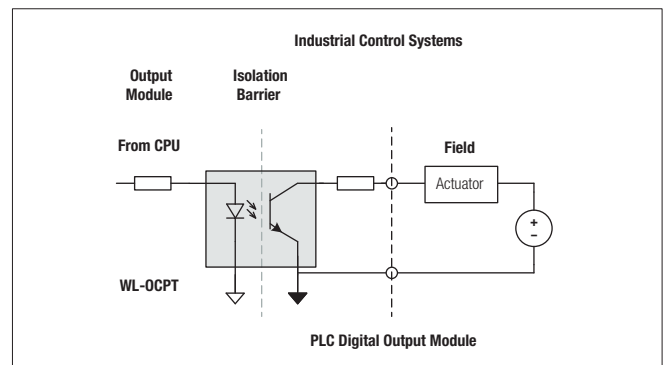 Industrial Control Systems
Output
Module
Isolation
Barrier
From CPU
Field
Actuator
+
–
WL-OCPT
PLC Digital Output Module